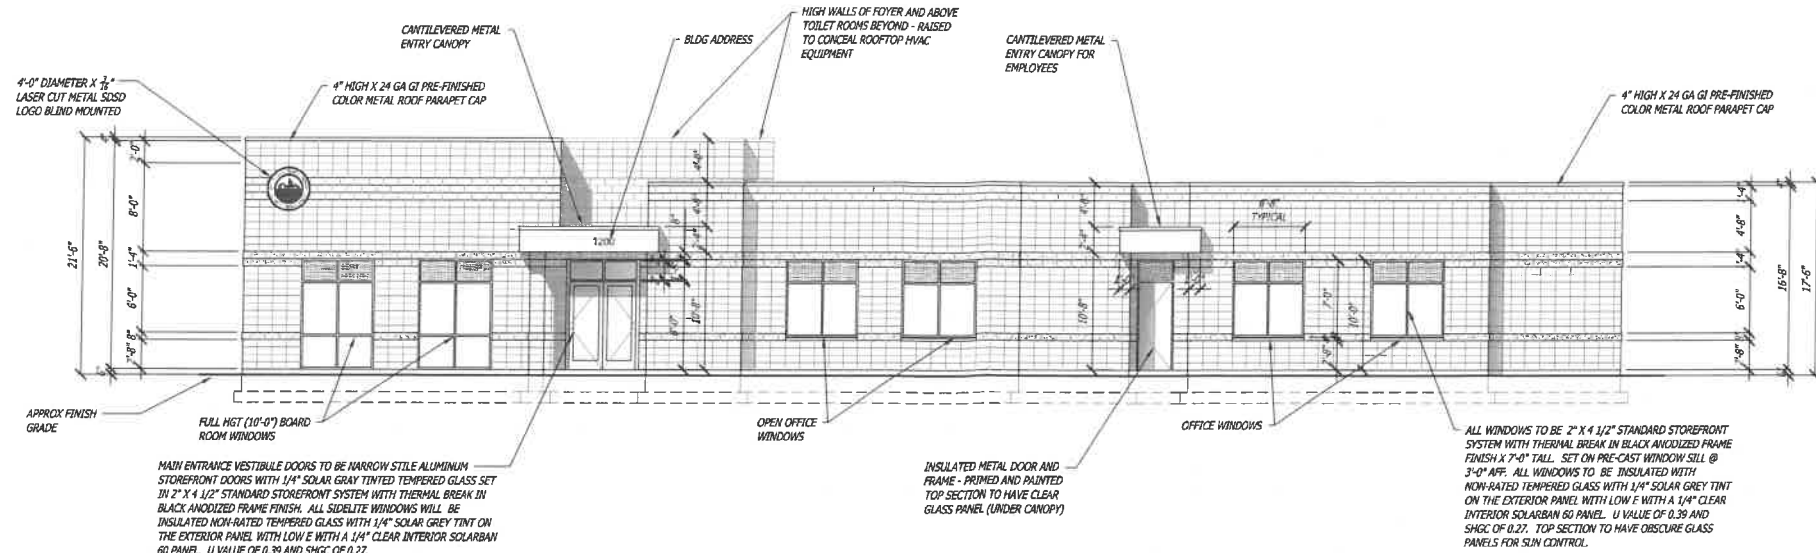 HIGH WALLS OF FOYER AND ABOVE
TOILET ROOMS BEYOND - RAISED
TO CONCEAL ROOFTOP HVAC
EQUIPMENT
CANTILEVERED METAL
ENTRY CANOPY
BLDG ADDRESS
CANTILEVERED METAL
ENTRY CANOPY FOR
EMPLOYEES
4'-0" DIAMETER X 3/16"
LASER CUT METAL SDSD
LOGO BLIND MOUNTED
4" HIGH X 24 GA GI PRE-FINISHED
COLOR METAL ROOF PARAPET CAP
4" HIGH X 24 GA GI PRE-FINISHED
COLOR METAL ROOF PARAPET CAP
21'-6"
20'-8"
8'-0"
1'-4"
6'-0"
8"
6"
1200
4'-0"
4'-8"
10'-8"
4'-8"
10'-8"
6'-8"
TYPICAL
7'-0"
10'-0"
4'-8"
6'-0"
16'-8"
17'-6"
APPROX FINISH
GRADE
FULL HGT (10'-0") BOARD
ROOM WINDOWS
OPEN OFFICE
WINDOWS
OFFICE WINDOWS
MAIN ENTRANCE VESTIBULE DOORS TO BE NARROW STILE ALUMINUM
STOREFRONT DOORS WITH 1/4" SOLAR GRAY TINTED TEMPERED GLASS SET
IN 2" X 4 1/2" STANDARD STOREFRONT SYSTEM WITH THERMAL BREAK IN
BLACK ANODIZED FRAME FINISH. ALL SIDELITE WINDOWS WILL BE
INSULATED NON-RATED TEMPERED GLASS WITH 1/4" SOLAR GREY TINT ON
THE EXTERIOR PANEL WITH LOW E WITH A 1/4" CLEAR INTERIOR SOLARBAN
60 PANEL. U VALUE OF 0.39 AND SHGC OF 0.27
INSULATED METAL DOOR AND
FRAME - PRIMED AND PAINTED
TOP SECTION TO HAVE CLEAR
GLASS PANEL (UNDER CANOPY)
ALL WINDOWS TO BE 2" X 4 1/2" STANDARD STOREFRONT
SYSTEM WITH THERMAL BREAK IN BLACK ANODIZED FRAME
FINISH X 7'-0" TALL. SET ON PRE-CAST WINDOW SILL @
3'-0" AFF. ALL WINDOWS TO BE INSULATED WITH
NON-RATED TEMPERED GLASS WITH 1/4" SOLAR GREY TINT
ON THE EXTERIOR PANEL WITH LOW E WITH A 1/4" CLEAR
INTERIOR SOLARBAN 60 PANEL. U VALUE OF 0.39 AND
SHGC OF 0.27. TOP SECTION TO HAVE OBSCURE GLASS
PANELS FOR SUN CONTROL.